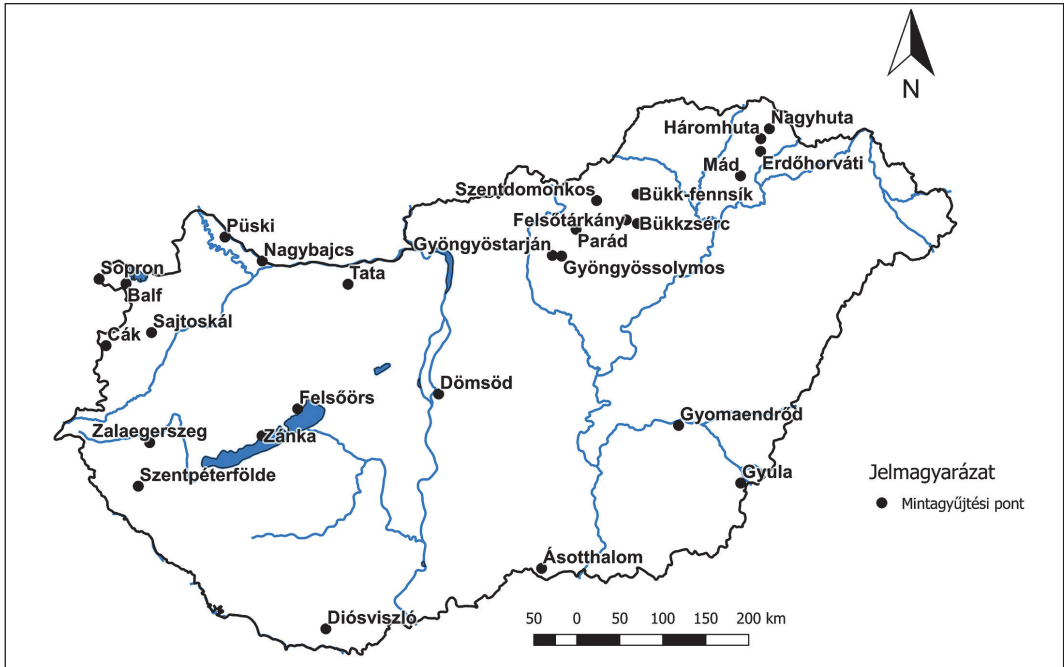 N
Nagyhuta
Háromhuta
Erdőhorváti
Mád
Szentdomonkos
Bükk-fennsík
Felsőtárkány
Bükkzsérc
Parád
Gyöngyöstarján
Gyöngyössolymos
Püski
Nagybajcs
Sopron
Balf
Tata
Sajtoskál
Cák
Dömsöd
Felsőörs
Gyomaendrőd
Zalaegerszeg
Zánka
Szentpéterfölde
Gyula
Jelmagyarázat
Mintagyűjtési pont
Ásotthalom
Diósviszló
50 0 50 100 150 200 km